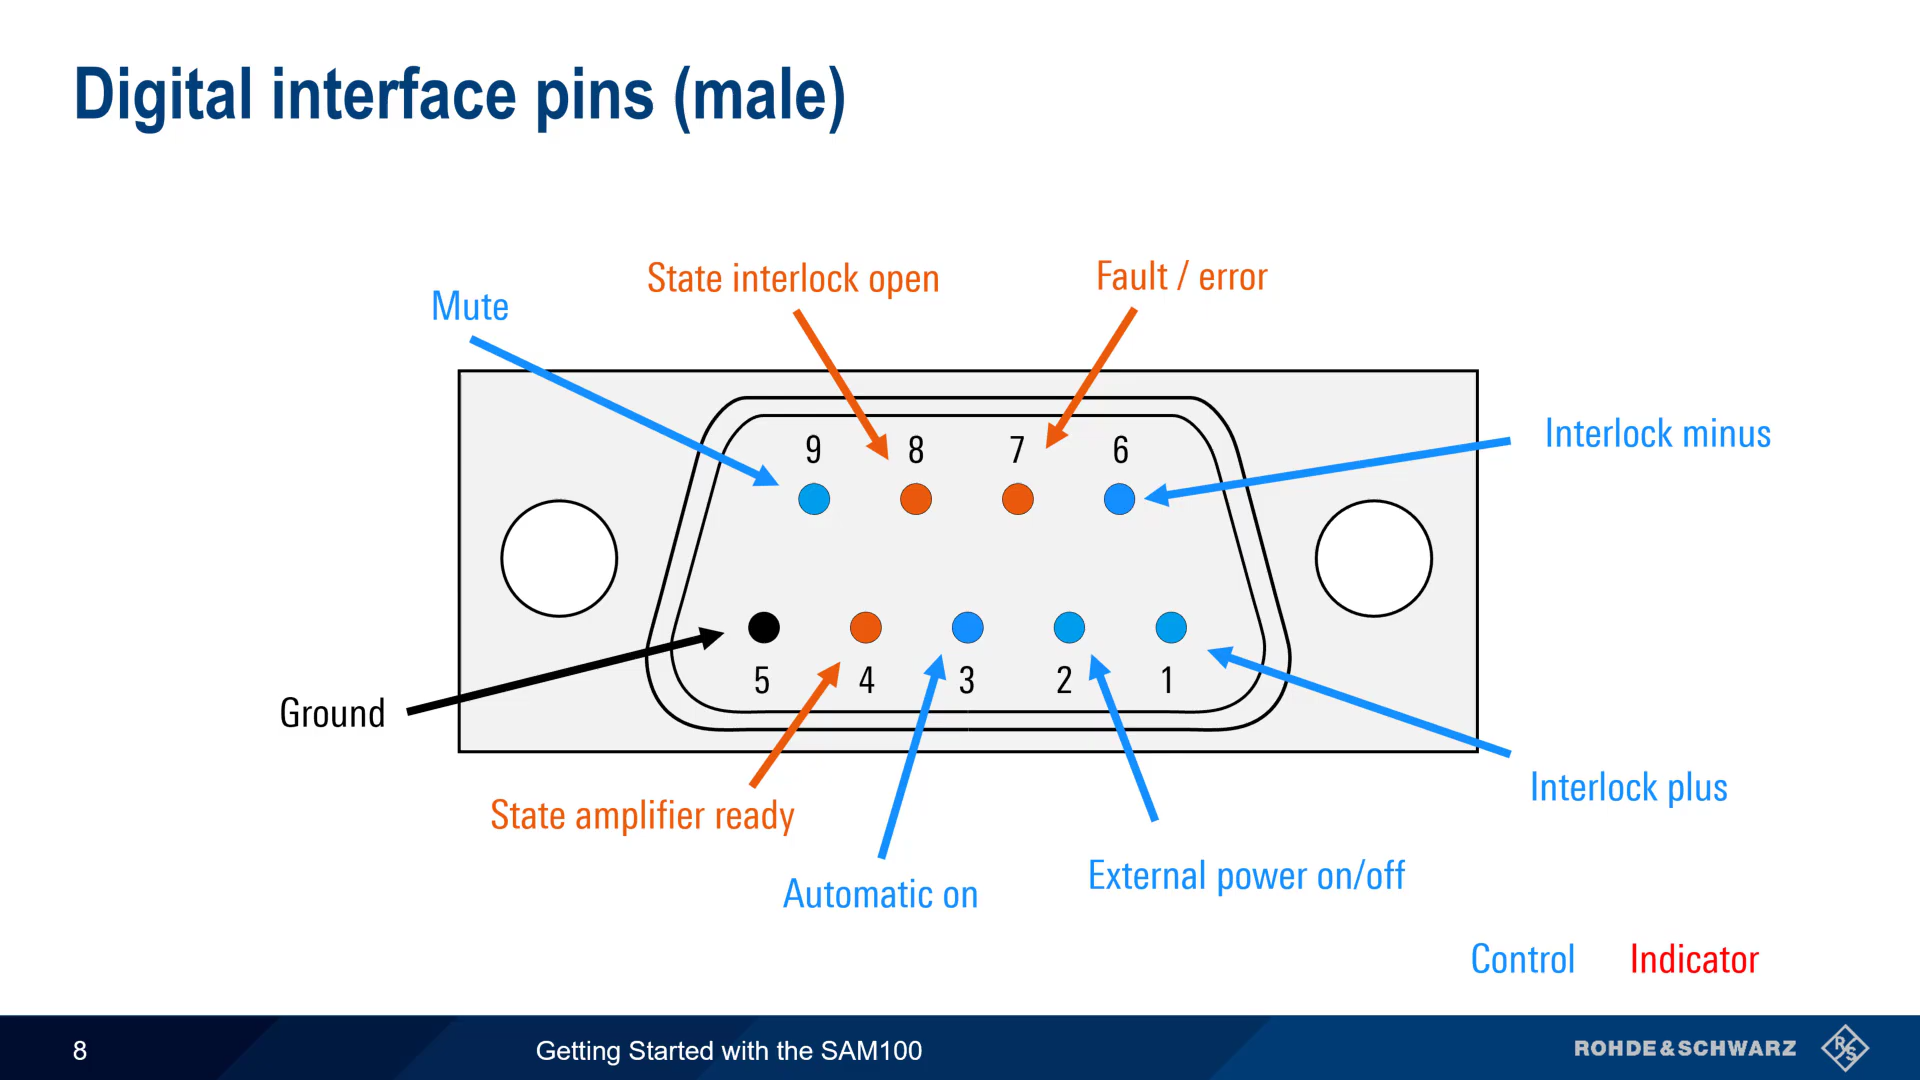 Digital interface pins (male)
State interlock open
Fault / error
Mute
Interlock minus
9 8 7 6
5 4 3 2 1
Ground
Interlock plus
State amplifier ready
Automatic on
External power on/off
Control Indicator
8
Getting Started with the SAM100
ROHDE&SCHWARZ
R&S